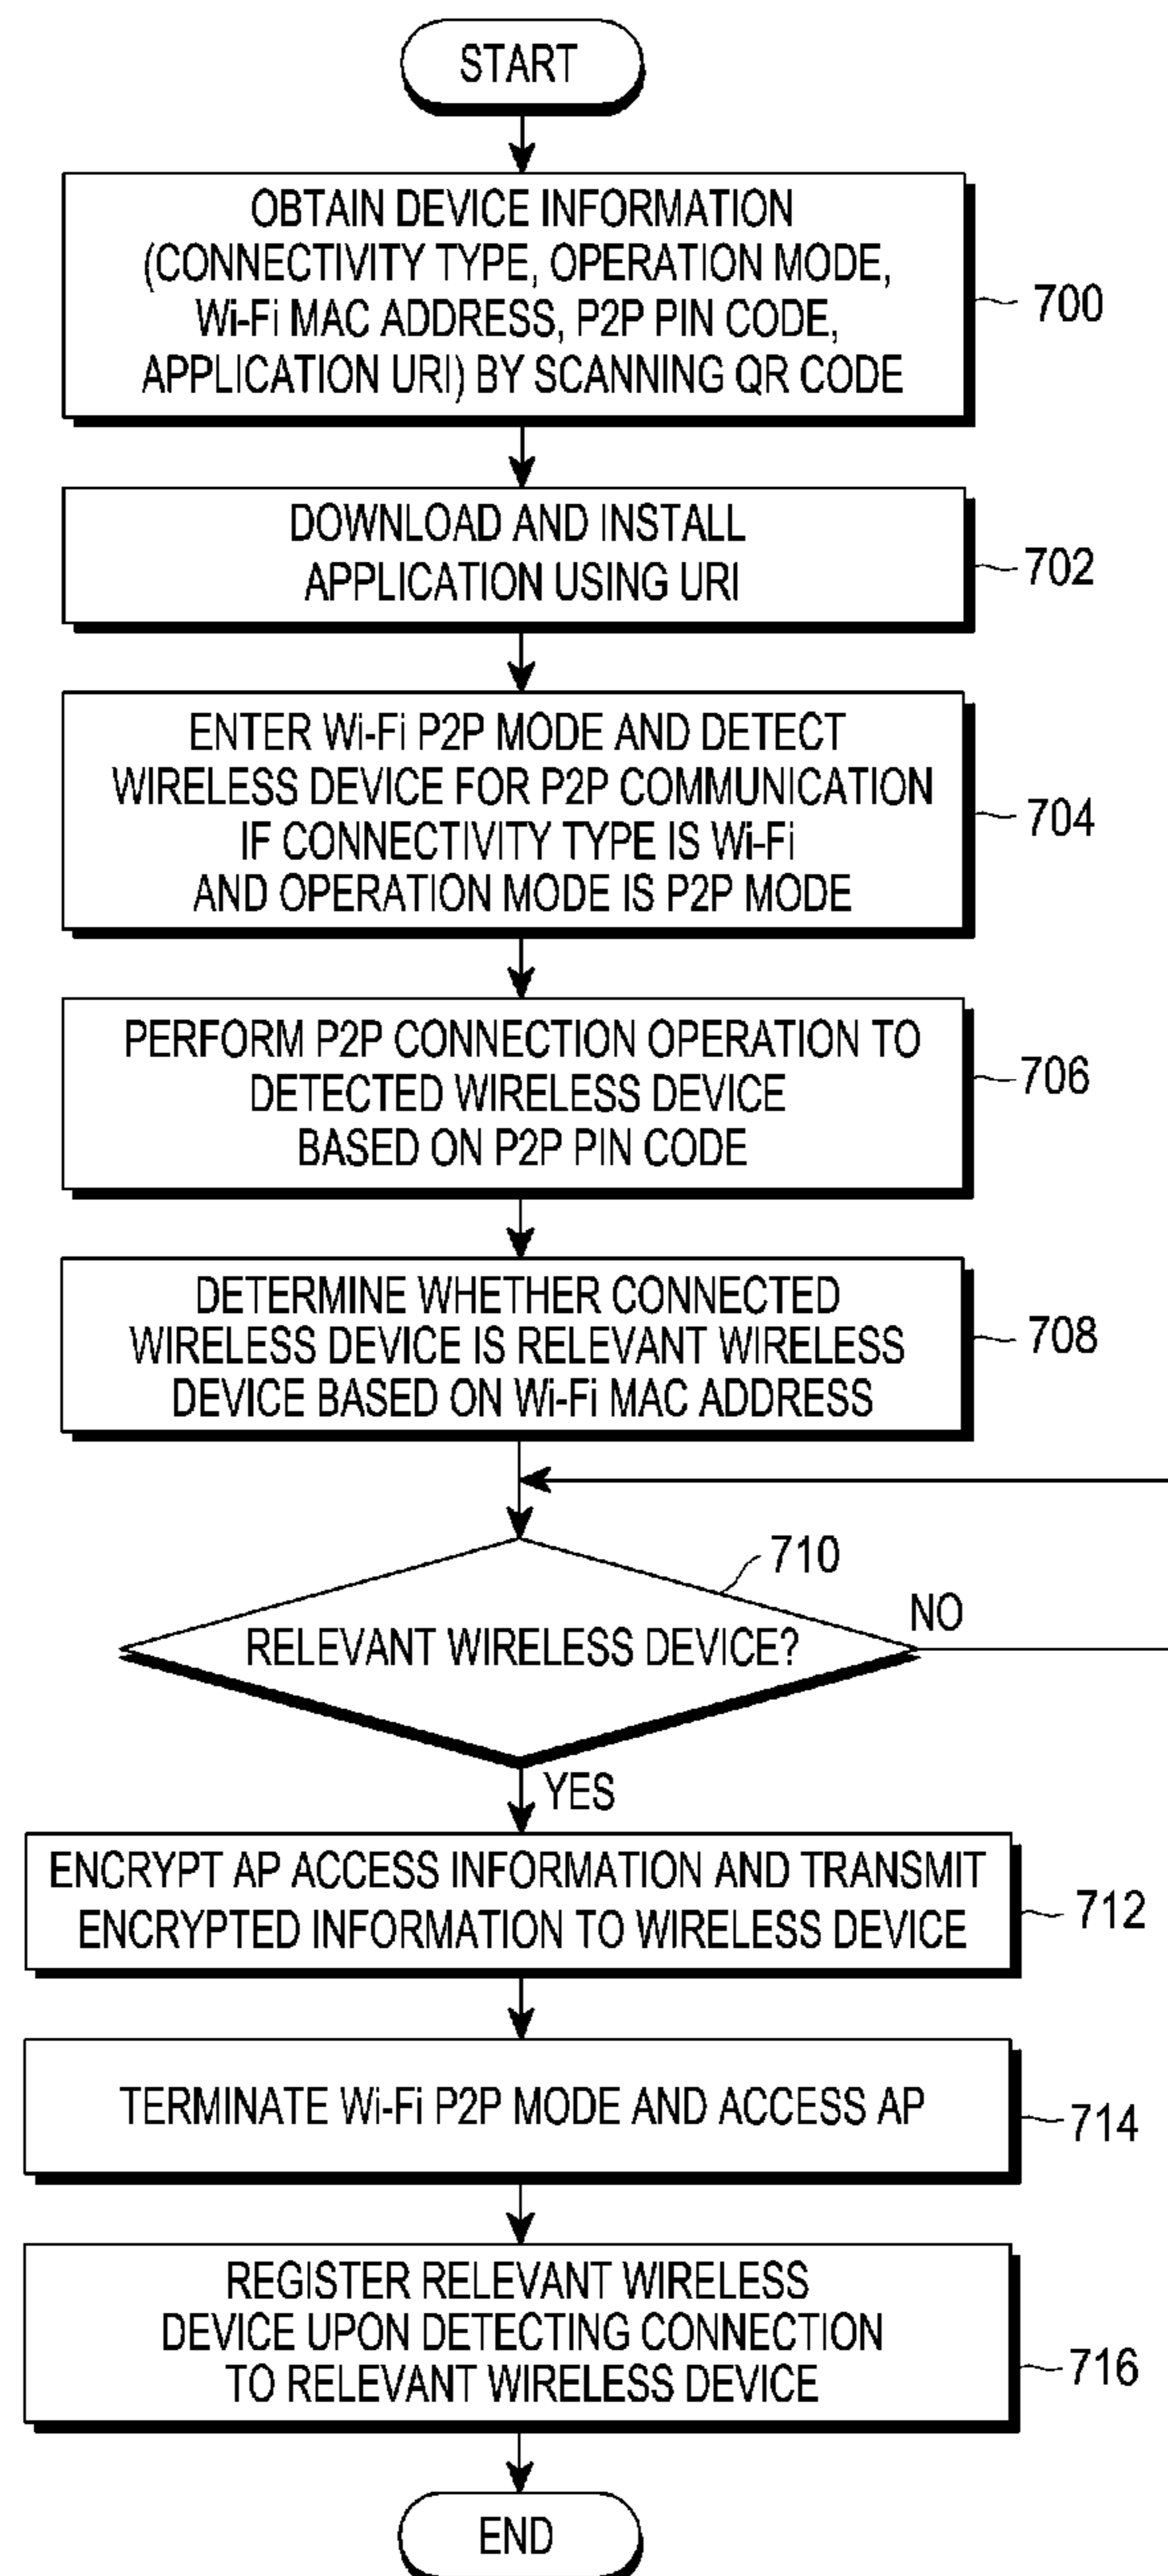 START
OBTAIN DEVICE INFORMATION
(CONNECTIVITY TYPE, OPERATION MODE,
Wi-Fi MAC ADDRESS, P2P PIN CODE,
APPLICATION URI) BY SCANNING QR CODE
700
DOWNLOAD AND INSTALL
APPLICATION USING URI
702
ENTER Wi-Fi P2P MODE AND DETECT
WIRELESS DEVICE FOR P2P COMMUNICATION
IF CONNECTIVITY TYPE IS Wi-Fi
AND OPERATION MODE IS P2P MODE
704
PERFORM P2P CONNECTION OPERATION TO
DETECTED WIRELESS DEVICE
BASED ON P2P PIN CODE
706
DETERMINE WHETHER CONNECTED
WIRELESS DEVICE IS RELEVANT WIRELESS
DEVICE BASED ON Wi-Fi MAC ADDRESS
708
710
NO
RELEVANT WIRELESS DEVICE?
YES
ENCRYPT AP ACCESS INFORMATION AND TRANSMIT
ENCRYPTED INFORMATION TO WIRELESS DEVICE
712
TERMINATE Wi-Fi P2P MODE AND ACCESS AP
714
REGISTER RELEVANT WIRELESS
DEVICE UPON DETECTING CONNECTION
TO RELEVANT WIRELESS DEVICE
716
END